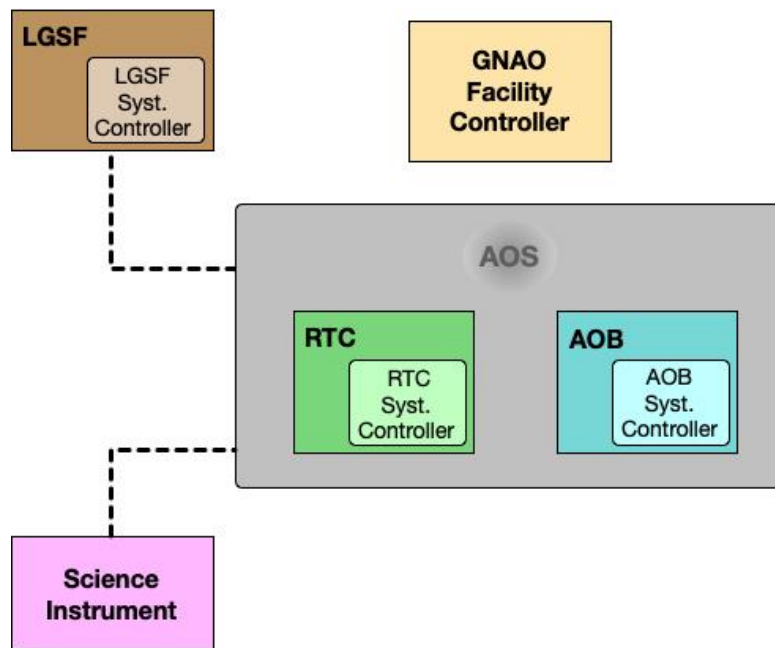 LGSF
LGSF
Syst.
Controller
GNAO
Facility
Controller
AOS
RTC
RTC
Syst.
Controller
AOB
AOB
Syst.
Controller
Science
Instrument